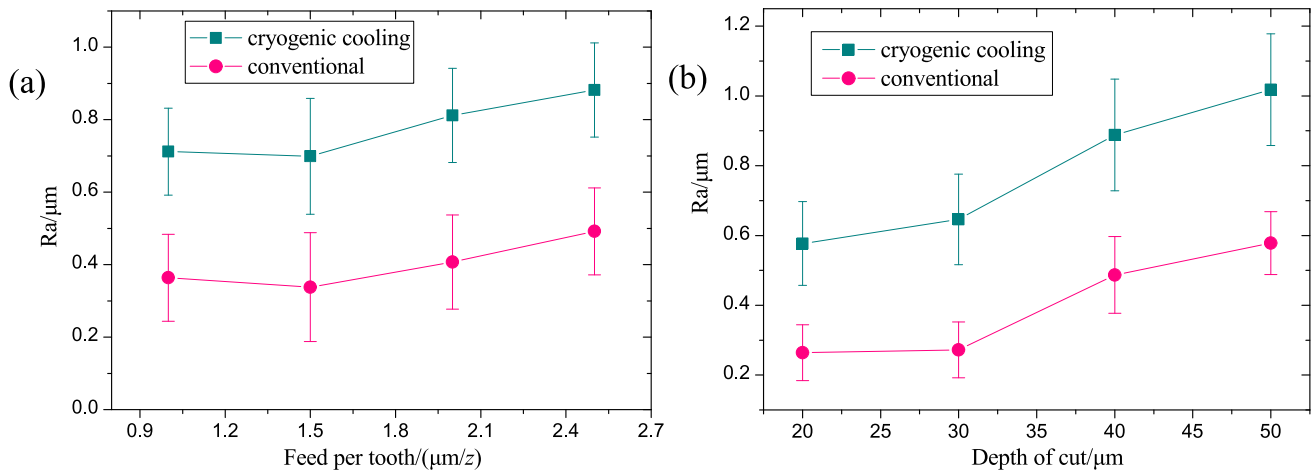 (a)
cryogenic cooling
conventional
Ra/μm
1.0
0.8
0.6
0.4
0.2
0.0
0.9 1.2 1.5 1.8 2.1 2.4 2.7
Feed per tooth/(μm/z)
(b)
cryogenic cooling
conventional
Ra/μm
1.2
1.0
0.8
0.6
0.4
0.2
20 25 30 35 40 45 50
Depth of cut/μm